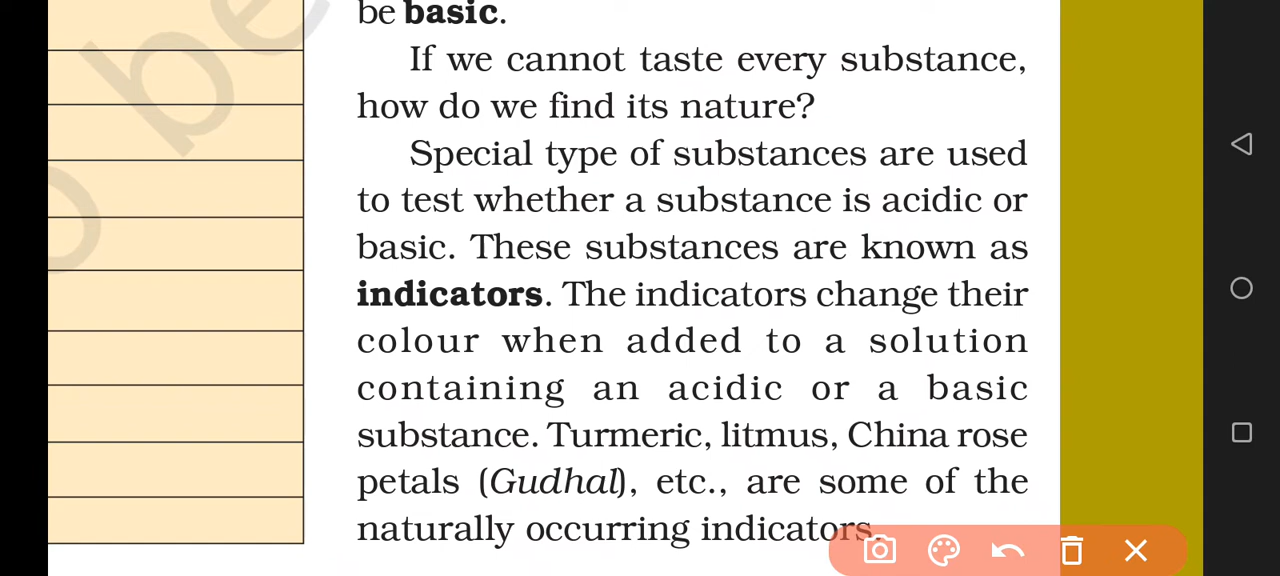 be basic.
If we cannot taste every substance,
how do we find its nature?
Special type of substances are used
to test whether a substance is acidic or
basic. These substances are known as
indicators. The indicators change their
colour when added to a solution
containing an acidic or a basic
substance. Turmeric, litmus, China rose
petals (Gudhal), etc., are some of the
naturally occurring indicators.